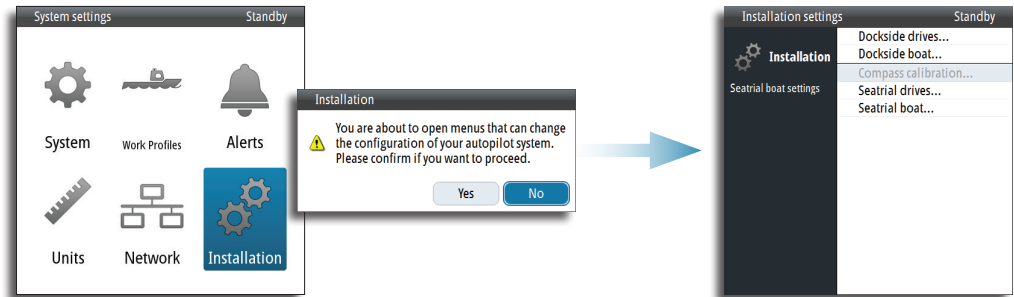 System settings Standby
System Work Profiles Alerts
Units Network Installation
Installation
You are about to open menus that can change
the configuration of your autopilot system.
Please confirm if you want to proceed.
Yes No
Installation settings Standby
Installation
Seatrial boat settings
Dockside drives...
Dockside boat...
Compass calibration...
Seatrial drives...
Seatrial boat...